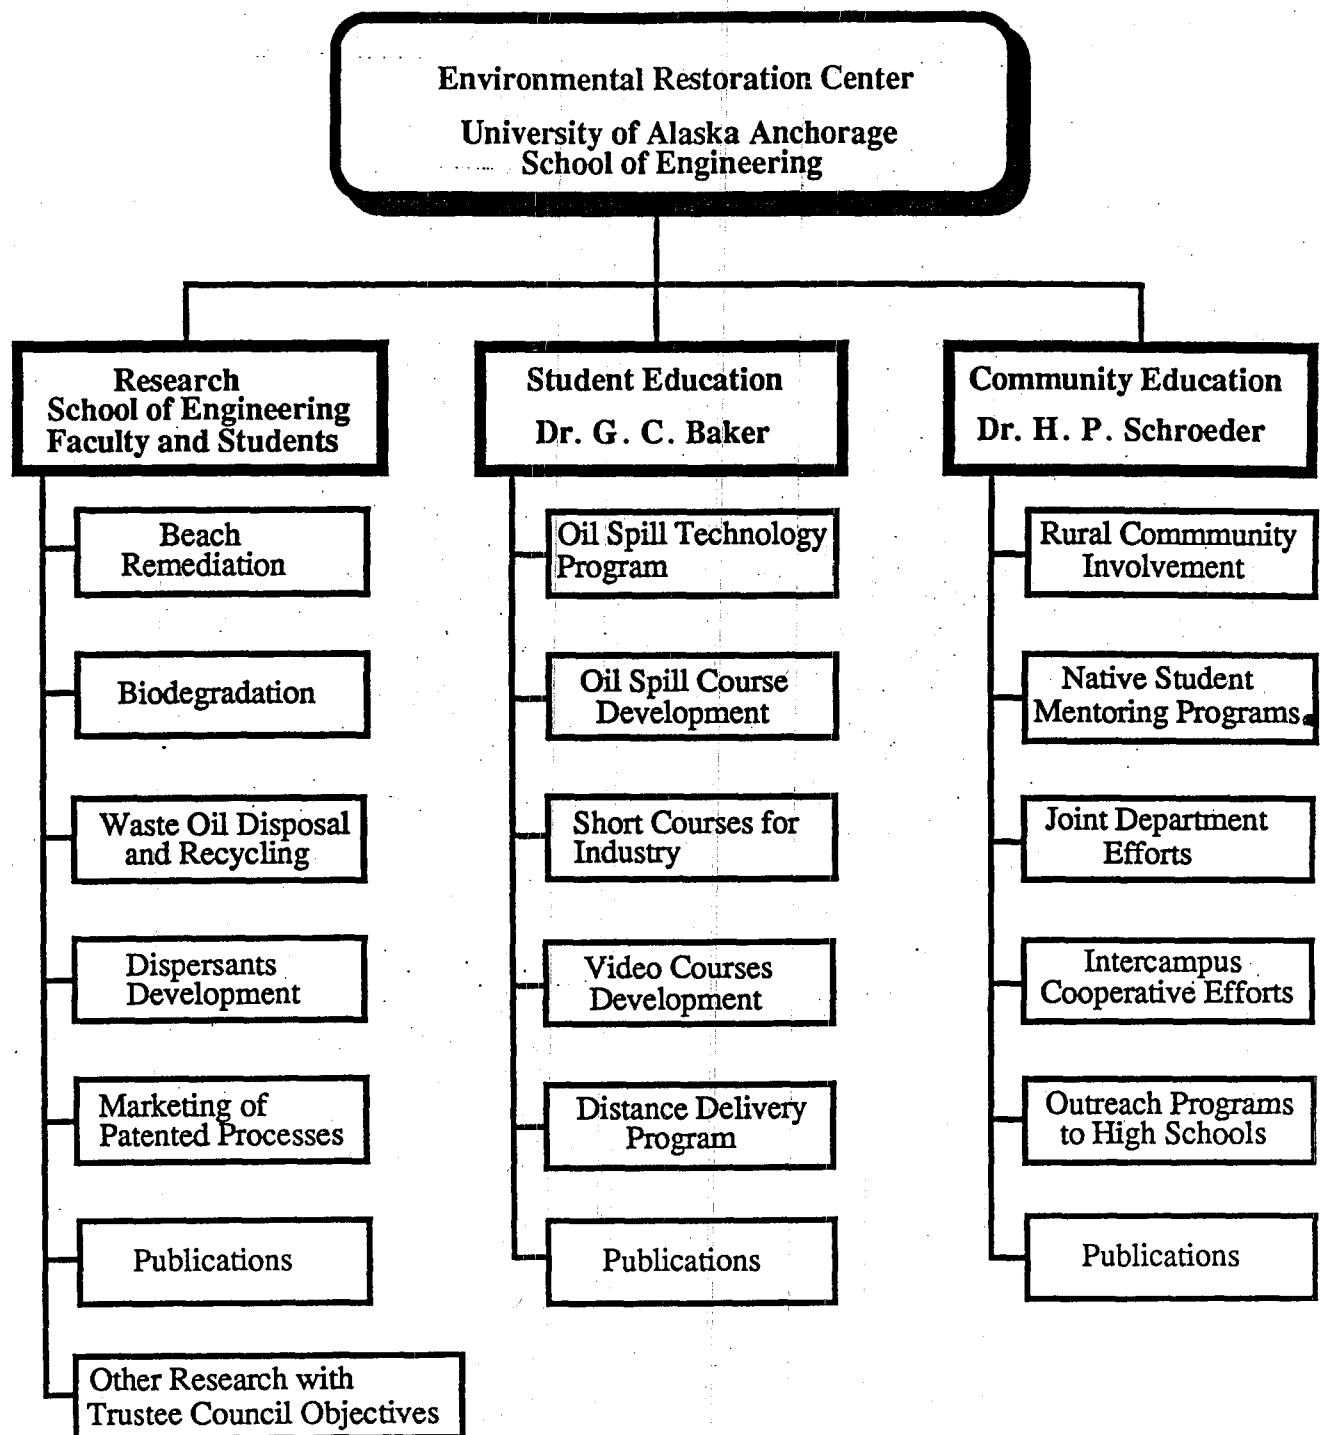 Environmental Restoration Center
University of Alaska Anchorage
School of Engineering
Research
School of Engineering
Faculty and Students
Beach
Remediation
Biodegradation
Waste Oil Disposal
and Recycling
Dispersants
Development
Marketing of
Patented Processes
Publications
Other Research with
Trustee Council Objectives
Student Education
Dr. G. C. Baker
Oil Spill Technology
Program
Oil Spill Course
Development
Short Courses for
Industry
Video Courses
Development
Distance Delivery
Program
Publications
Community Education
Dr. H. P. Schroeder
Rural Commmunity
Involvement
Native Student
Mentoring Programs
Joint Department
Efforts
Intercampus
Cooperative Efforts
Outreach Programs
to High Schools
Publications